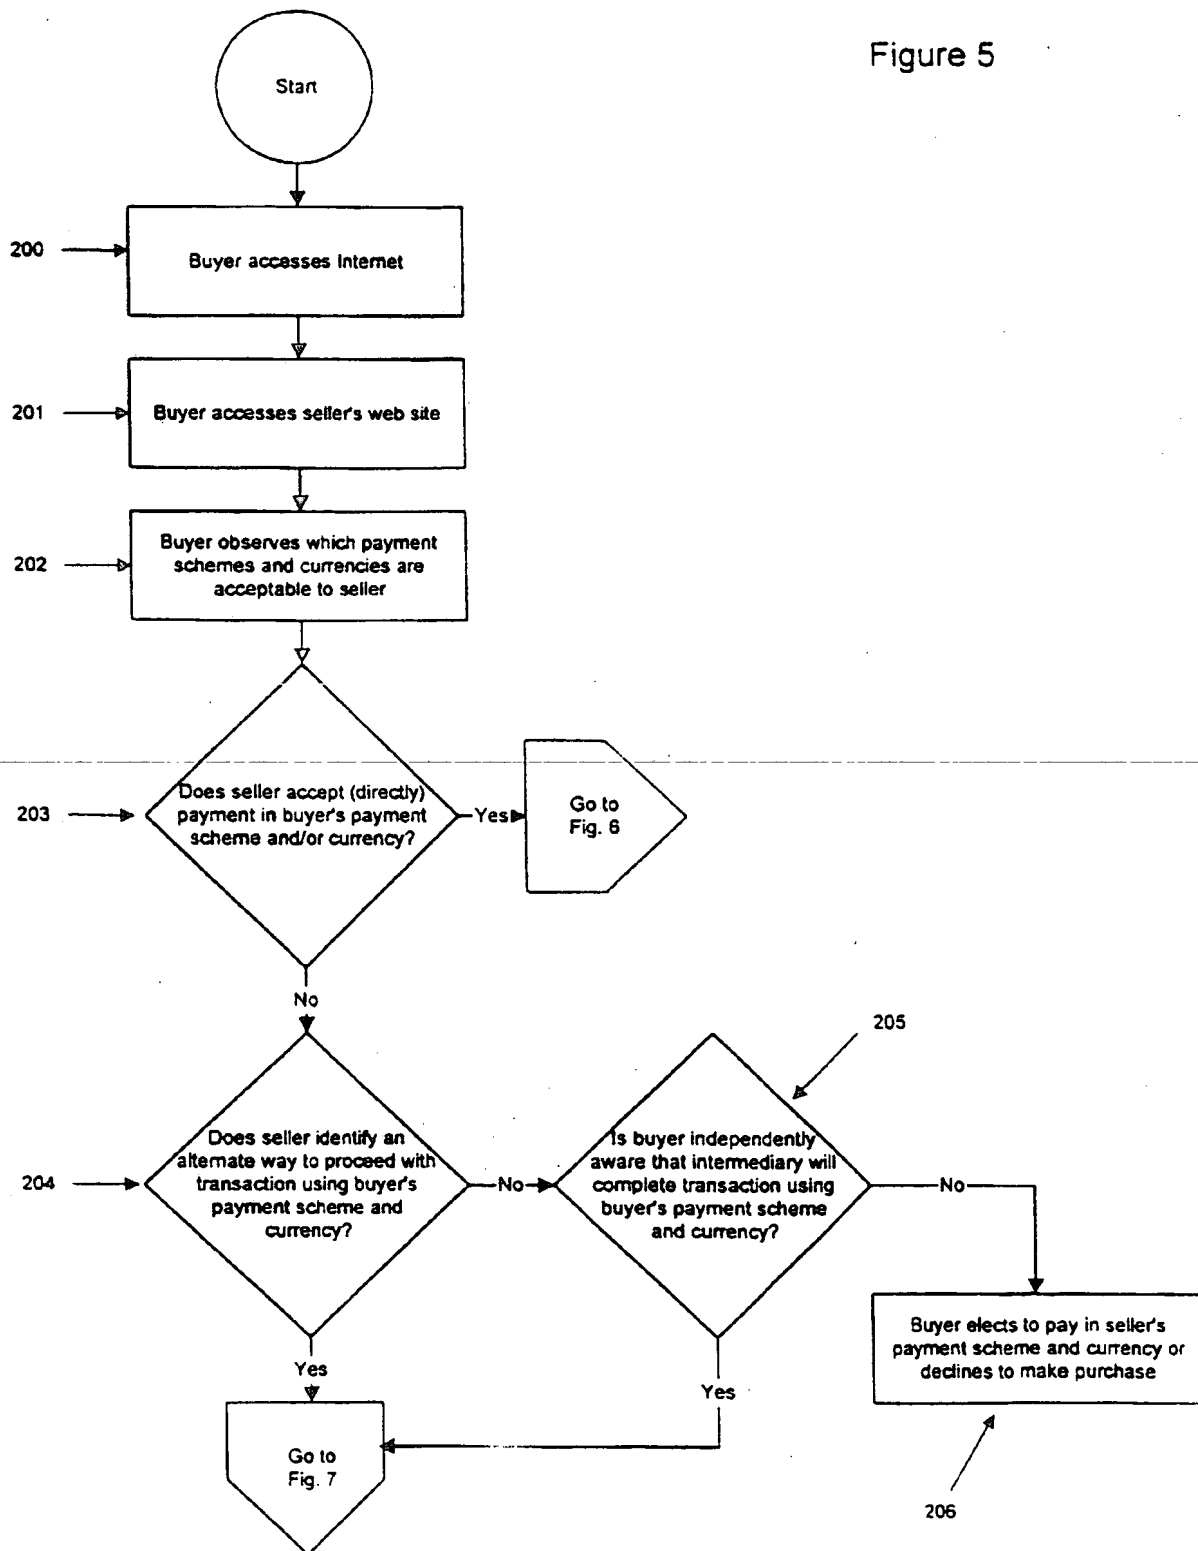 Figure 5
Start
200
Buyer accesses Internet
201
Buyer accesses seller's web site
202
Buyer observes which payment
schemes and currencies are
acceptable to seller
203
Does seller accept (directly)
payment in buyer's payment
scheme and/or currency?
Yes
Go to
Fig. 6
No
205
204
Does seller identify an
alternate way to proceed with
transaction using buyer's
payment scheme and
currency?
No
Is buyer independently
aware that intermediary will
complete transaction using
buyer's payment scheme
and currency?
No
Buyer elects to pay in seller's
payment scheme and currency or
declines to make purchase
Yes
Yes
Go to
Fig. 7
206